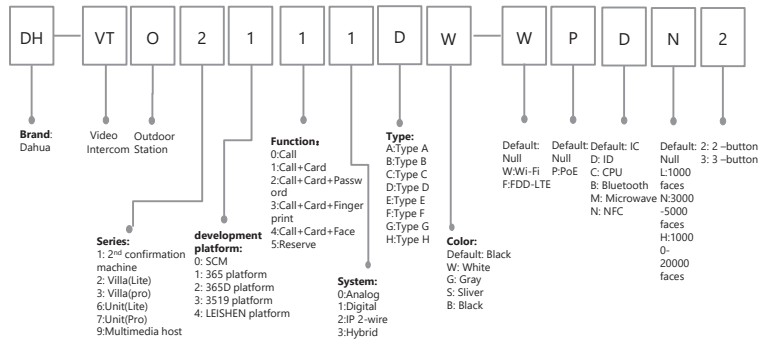 DH VT O 2 1 1 1 D W W P D N 2
Brand:
Dahua
Video
Intercom
Outdoor
Station
Series:
1: 2nd confirmation
machine
2: Villa(Lite)
3: Villa(pro)
6:Unit(Lite)
7:Unit(Pro)
9:Multimedia host
development
platform:
0: SCM
1: 365 platform
2: 365D platform
3: 3519 platform
4: LEISHEN platform
Function：
0:Call
1:Call+Card
2:Call+Card+Passw
ord
3:Call+Card+Finger
print
4:Call+Card+Face
5:Reserve
System:
0:Analog
1:Digital
2:IP 2-wire
3:Hybrid
Type:
A:Type A
B:Type B
C:Type C
D:Type D
E:Type E
F:Type F
G:Type G
H:Type H
Color:
Default: Black
W: White
G: Gray
S: Sliver
B: Black
Default:
Null
W:Wi-Fi
F:FDD-LTE
Default:
Null
P:PoE
Default: IC
D: ID
C: CPU
B: Bluetooth
M: Microwave
N: NFC
Default:
Null
L:1000
faces
N:3000
-5000
faces
H:1000
0-
20000
faces
2: 2 –button
3: 3 –button